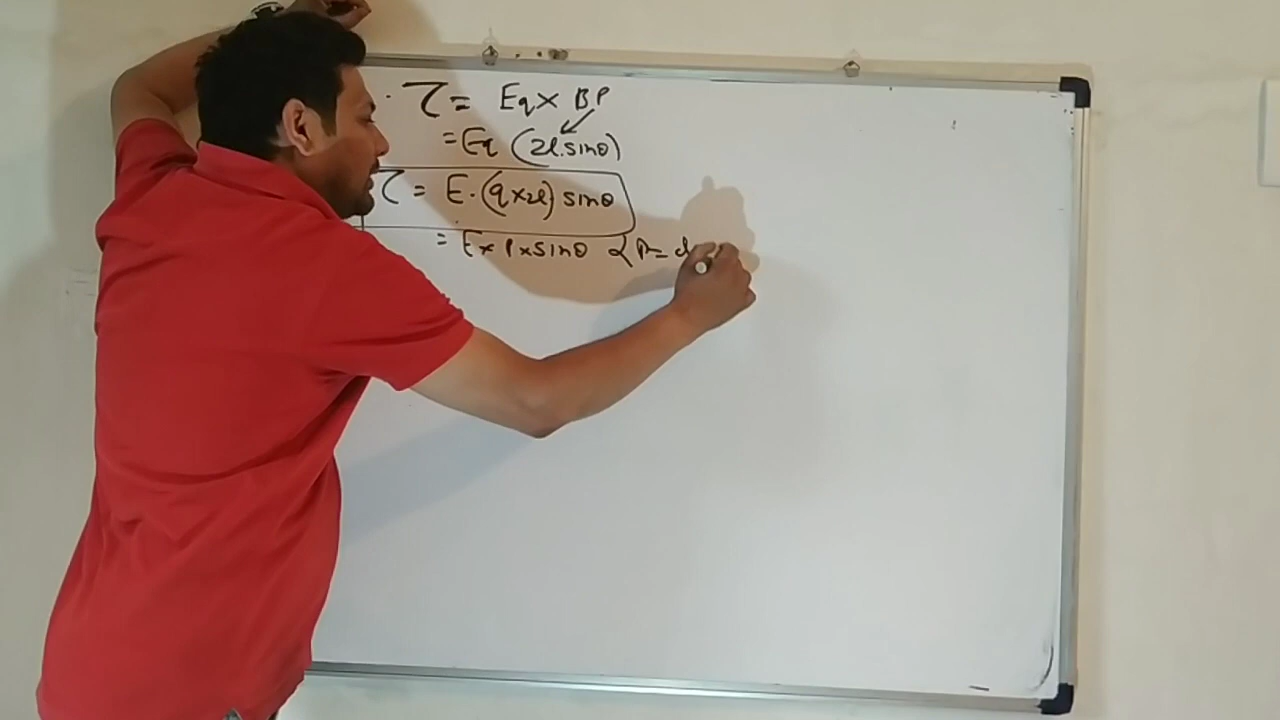 τ = Eq × BP
= Eq (2l.sinθ)
τ = E.(q×2l) sinθ
= E×P×sinθ {P= d